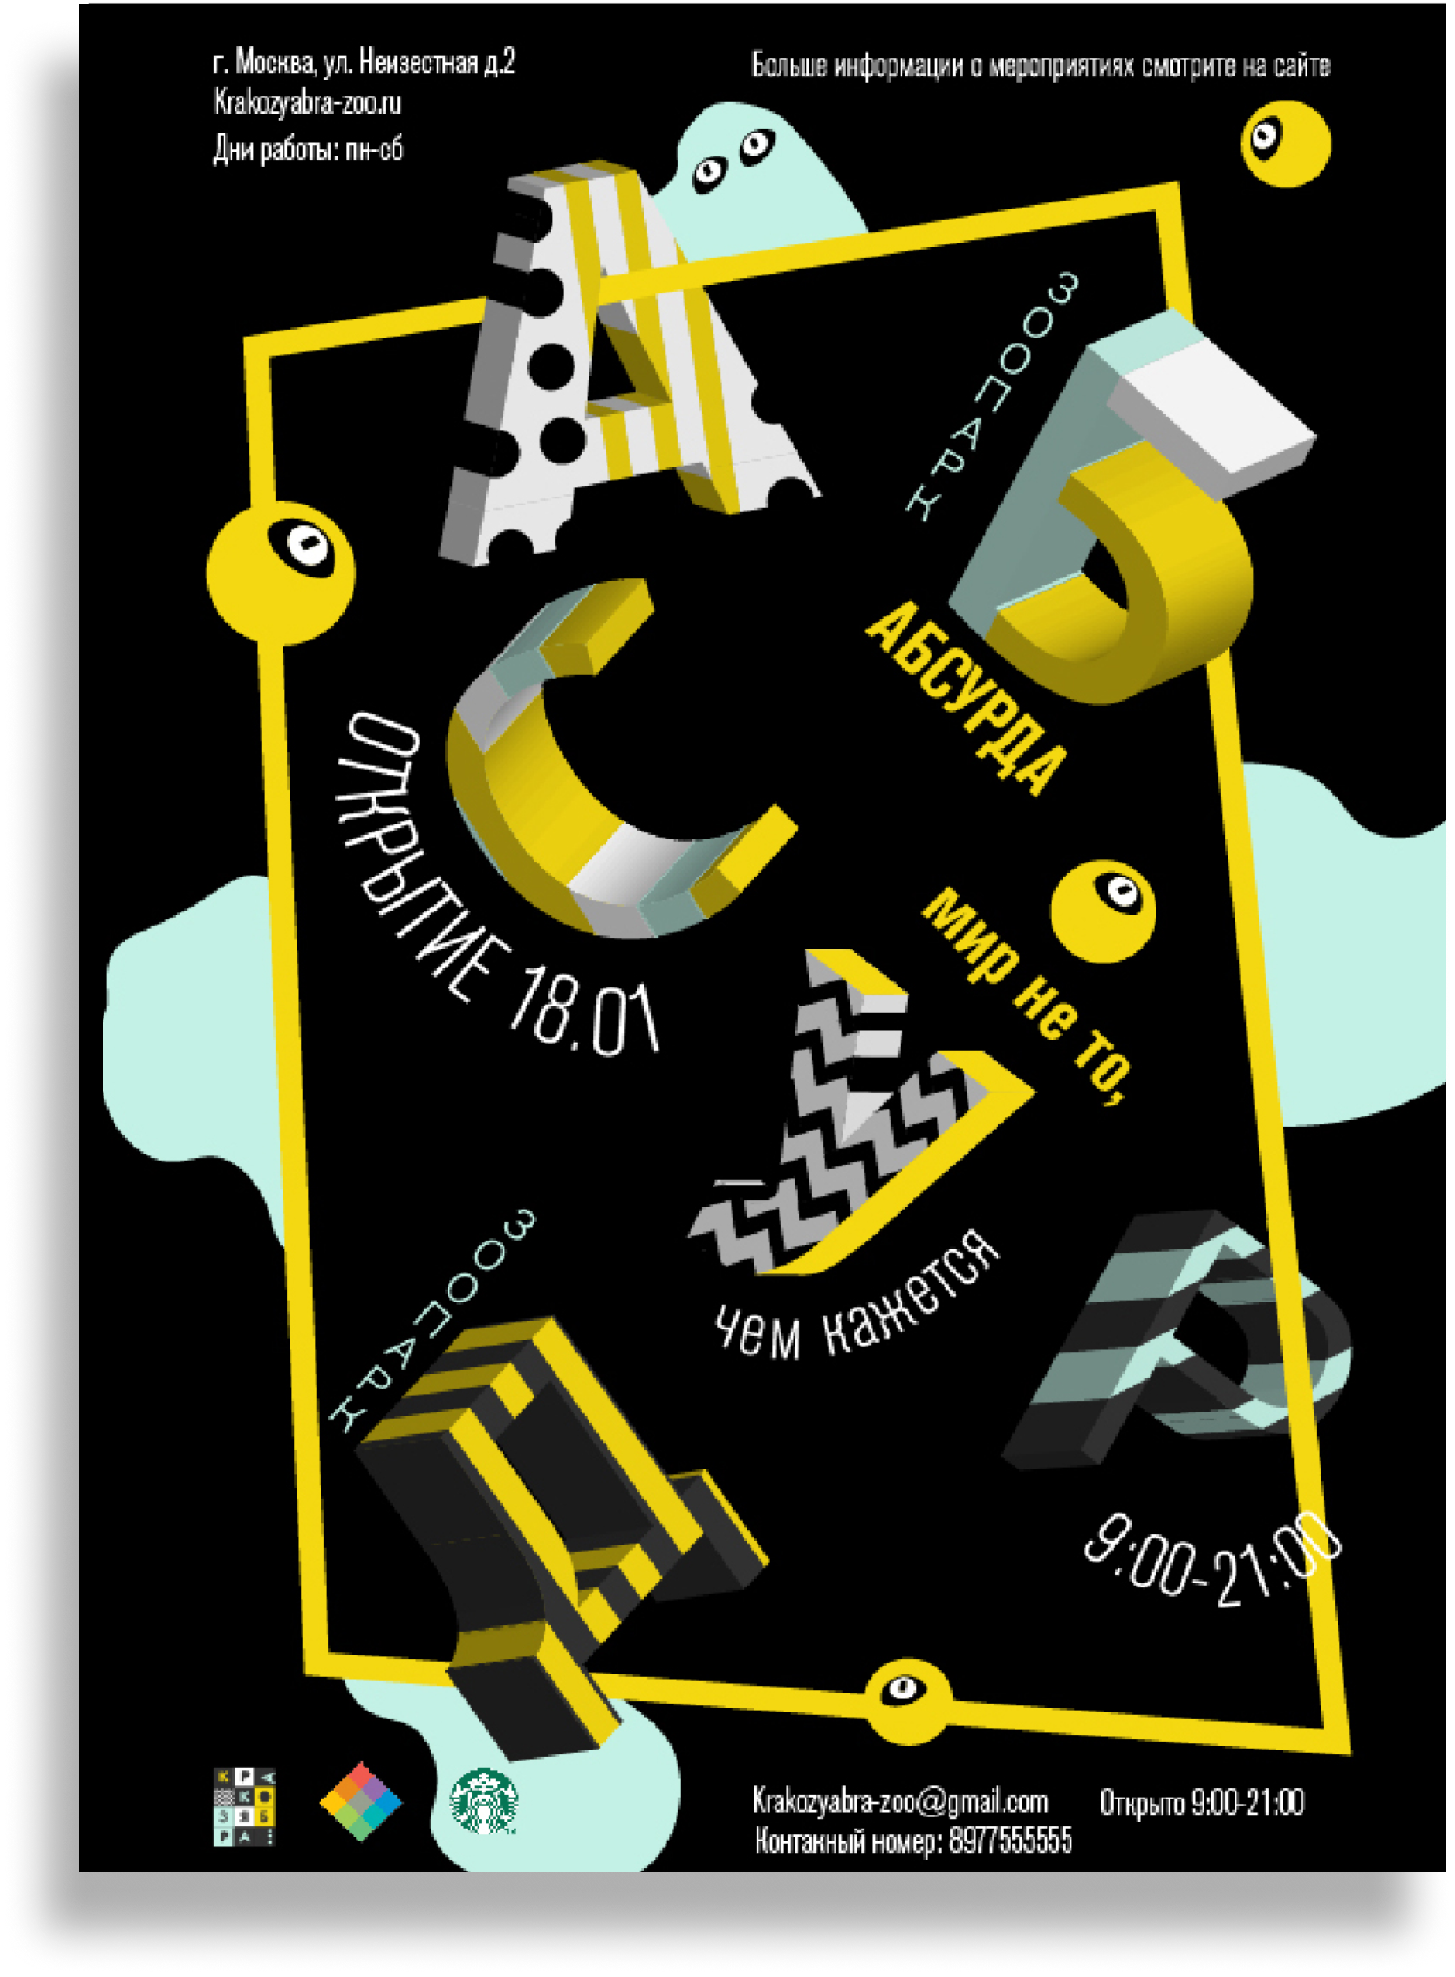 г. Москва, ул. Неизестная д.2
Krakozyabra-zoo.ru
Дни работы: пн-сб
Больше информации о мероприятиях смотрите на сайте
А
Б
ЗООПАРК
АБСУРДА
С
ОТКРЫТИЕ 18.01
мир не то,
У
чем кажется
ЗООПАРК
Р
Д
9:00-21:00
К Р А
К О
З Я Б
Р А
Krakozyabra-zoo@gmail.com
Открыто 9:00-21:00
Контакный номер: 8977555555